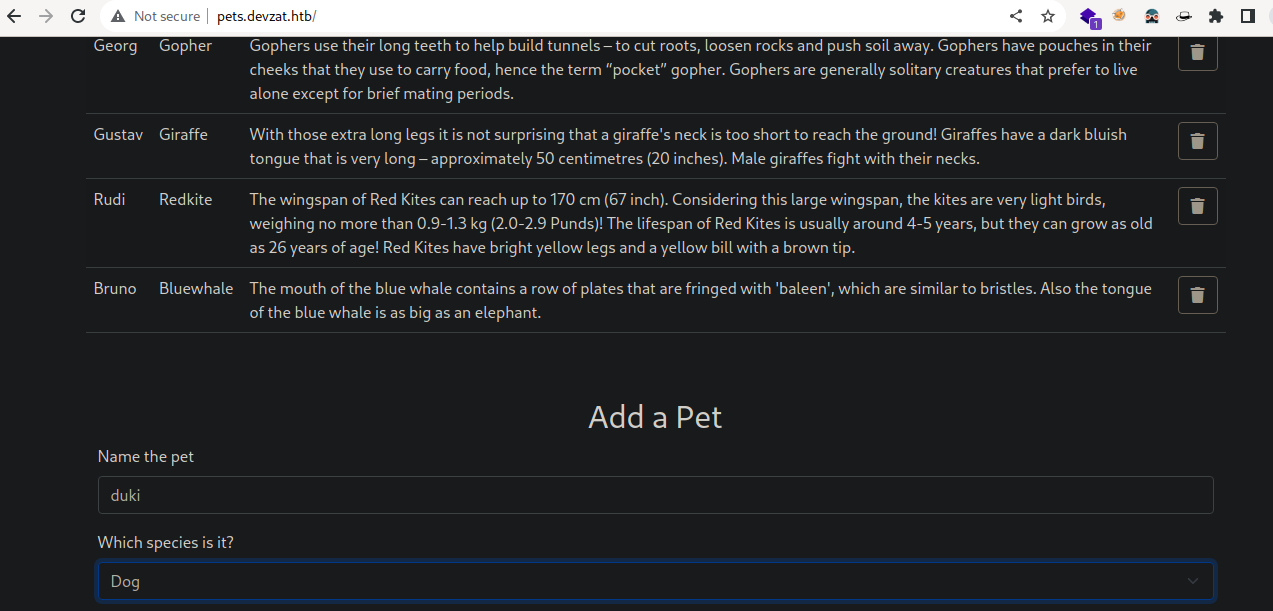 Not secure pets.devzat.htb/
1
Georg Gopher Gophers use their long teeth to help build tunnels – to cut roots, loosen rocks and push soil away. Gophers have pouches in their
cheeks that they use to carry food, hence the term “pocket” gopher. Gophers are generally solitary creatures that prefer to live
alone except for brief mating periods.
Gustav Giraffe With those extra long legs it is not surprising that a giraffe's neck is too short to reach the ground! Giraffes have a dark bluish
tongue that is very long – approximately 50 centimetres (20 inches). Male giraffes fight with their necks.
Rudi Redkite The wingspan of Red Kites can reach up to 170 cm (67 inch). Considering this large wingspan, the kites are very light birds,
weighing no more than 0.9-1.3 kg (2.0-2.9 Punds)! The lifespan of Red Kites is usually around 4-5 years, but they can grow as old
as 26 years of age! Red Kites have bright yellow legs and a yellow bill with a brown tip.
Bruno Bluewhale The mouth of the blue whale contains a row of plates that are fringed with 'baleen', which are similar to bristles. Also the tongue
of the blue whale is as big as an elephant.
Add a Pet
Name the pet
duki
Which species is it?
Dog